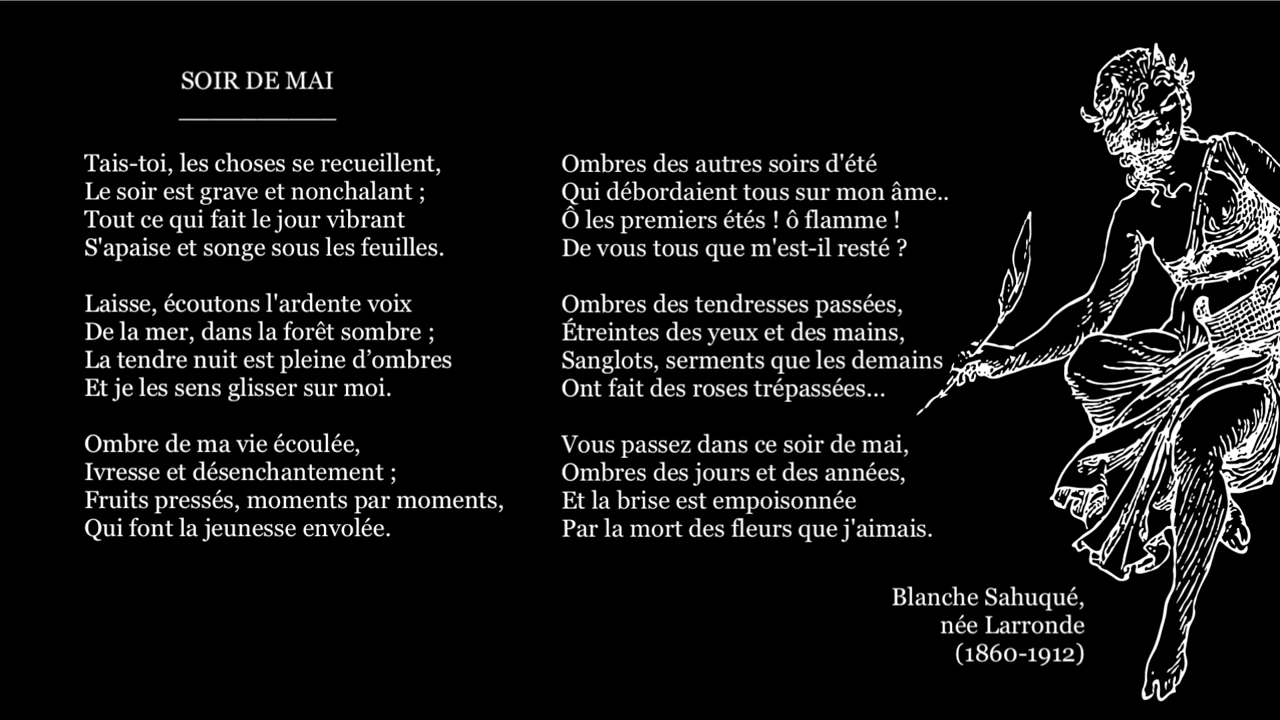 SOIR DE MAI
Tais-toi, les choses se recueillent,
Le soir est grave et nonchalant ;
Tout ce qui fait le jour vibrant
S'apaise et songe sous les feuilles.
Laisse, écoutons l'ardente voix
De la mer, dans la forêt sombre ;
La tendre nuit est pleine d’ombres
Et je les sens glisser sur moi.
Ombre de ma vie écoulée,
Ivresse et désenchantement ;
Fruits pressés, moments par moments,
Qui font la jeunesse envolée.
Ombres des autres soirs d'été
Qui débordaient tous sur mon âme..
Ô les premiers étés ! ô flamme !
De vous tous que m'est-il resté ?
Ombres des tendresses passées,
Étreintes des yeux et des mains,
Sanglots, serments que les demains
Ont fait des roses trépassées...
Vous passez dans ce soir de mai,
Ombres des jours et des années,
Et la brise est empoisonnée
Par la mort des fleurs que j'aimais.
Blanche Sahuqué,
née Larronde
(1860-1912)